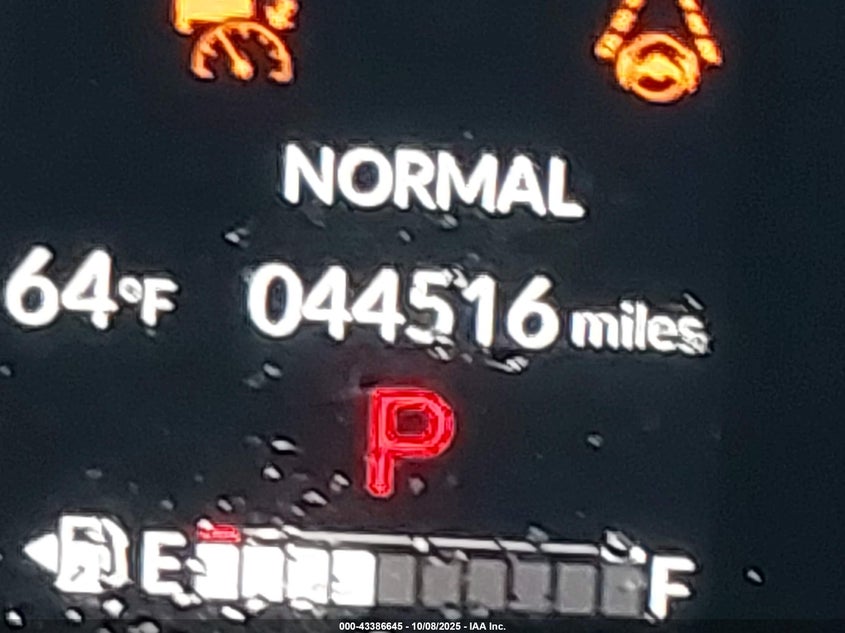 NORMAL
64°F 044516 miles
P
E F
000-43386645 - 10/08/2025 - IAA Inc.